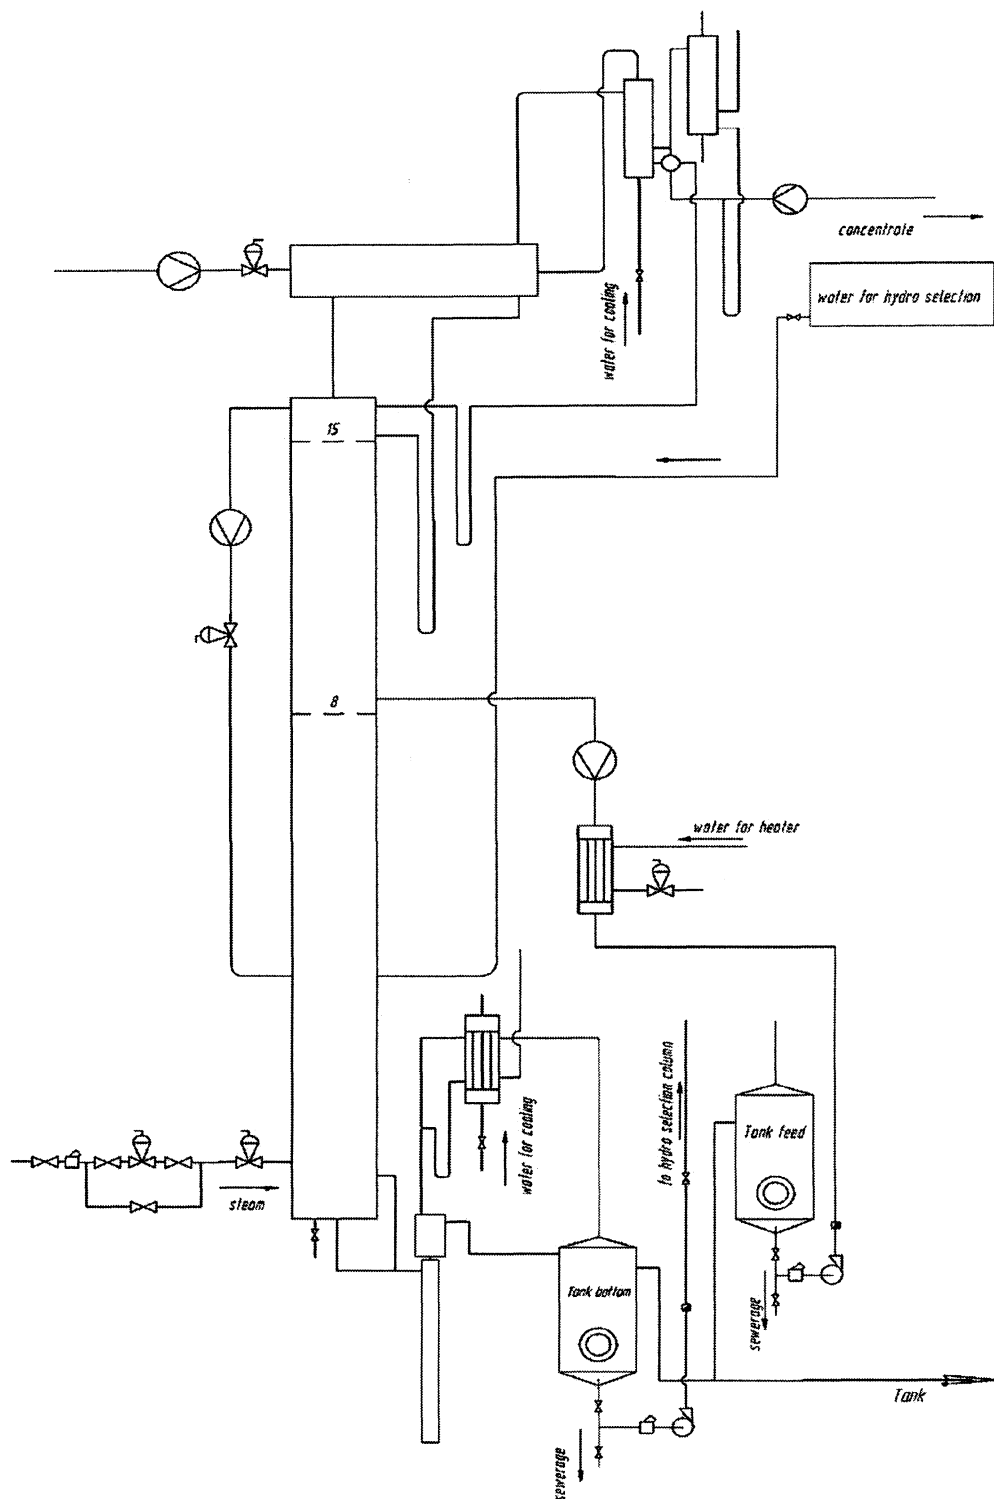 concentrate
water for hydro selection
water for cooling
15
8
water for heater
to hydro selection column
Tank feed
water for cooling
steam
Tank bottom
sewerage
Tank
sewerage